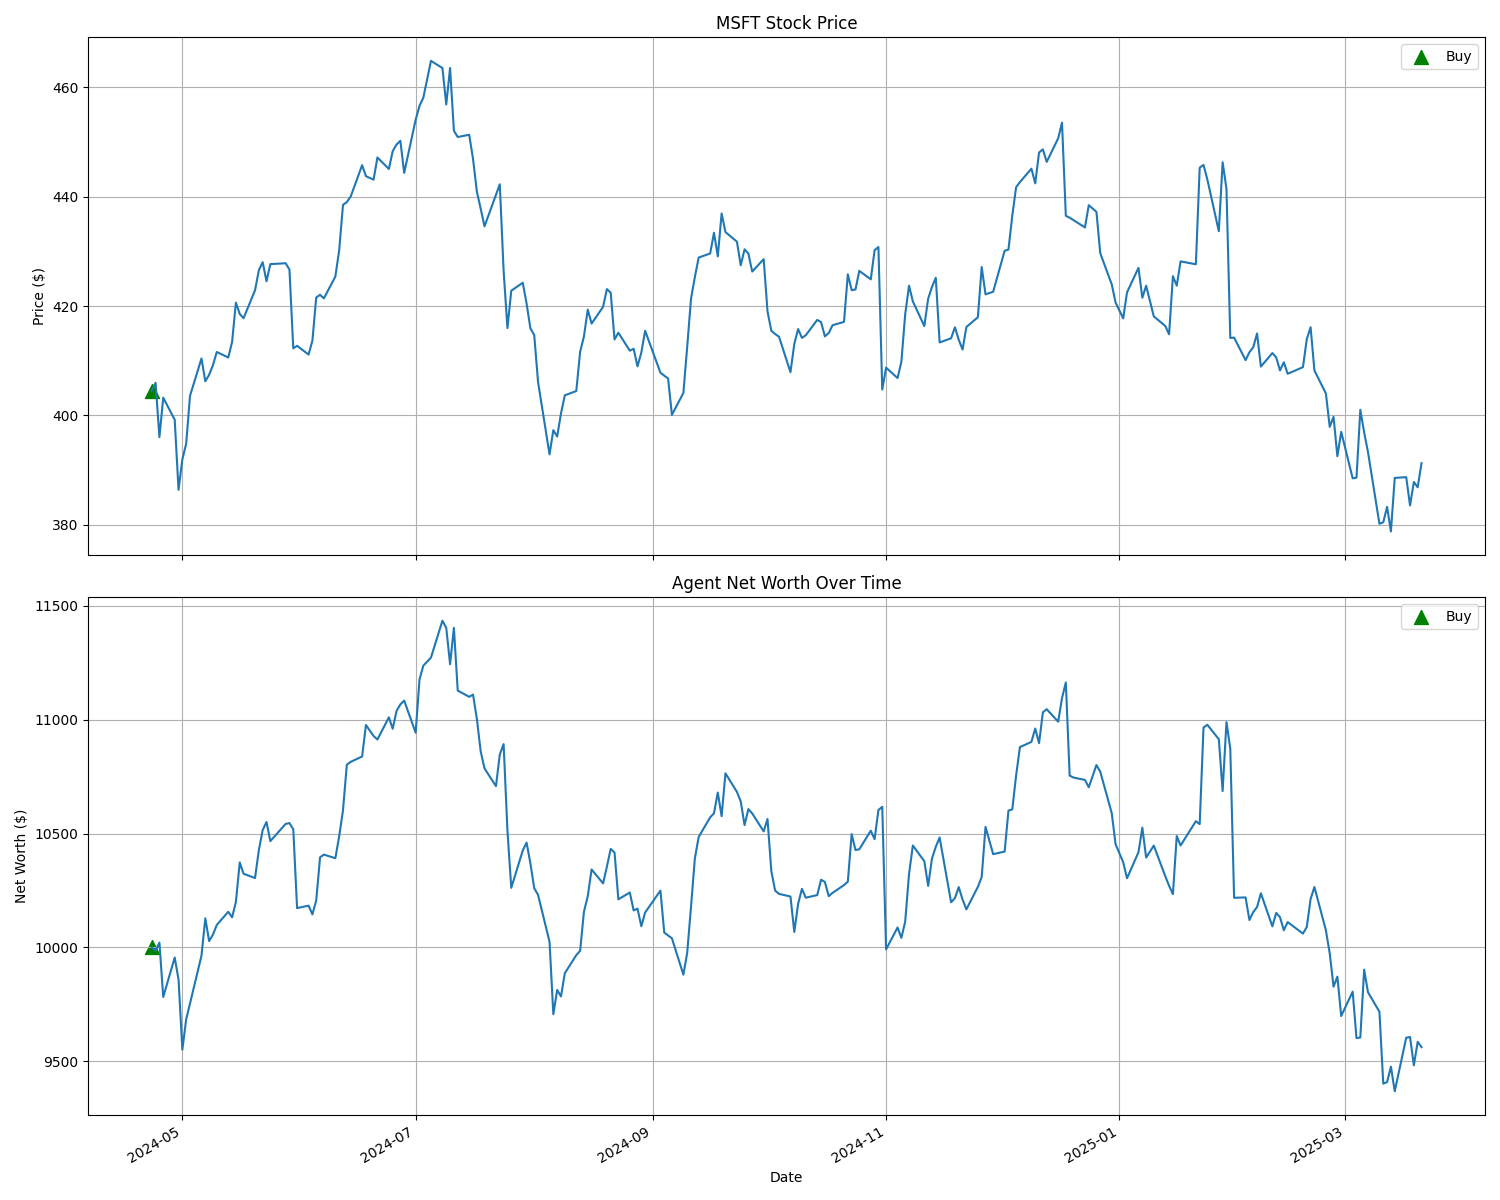 MSFT Stock Price
Buy
Price ($)
460
440
420
400
380
Agent Net Worth Over Time
Buy
Net Worth ($)
11500
11000
10500
10000
9500
2024-05
2024-07
2024-09
2024-11
2025-01
2025-03
Date